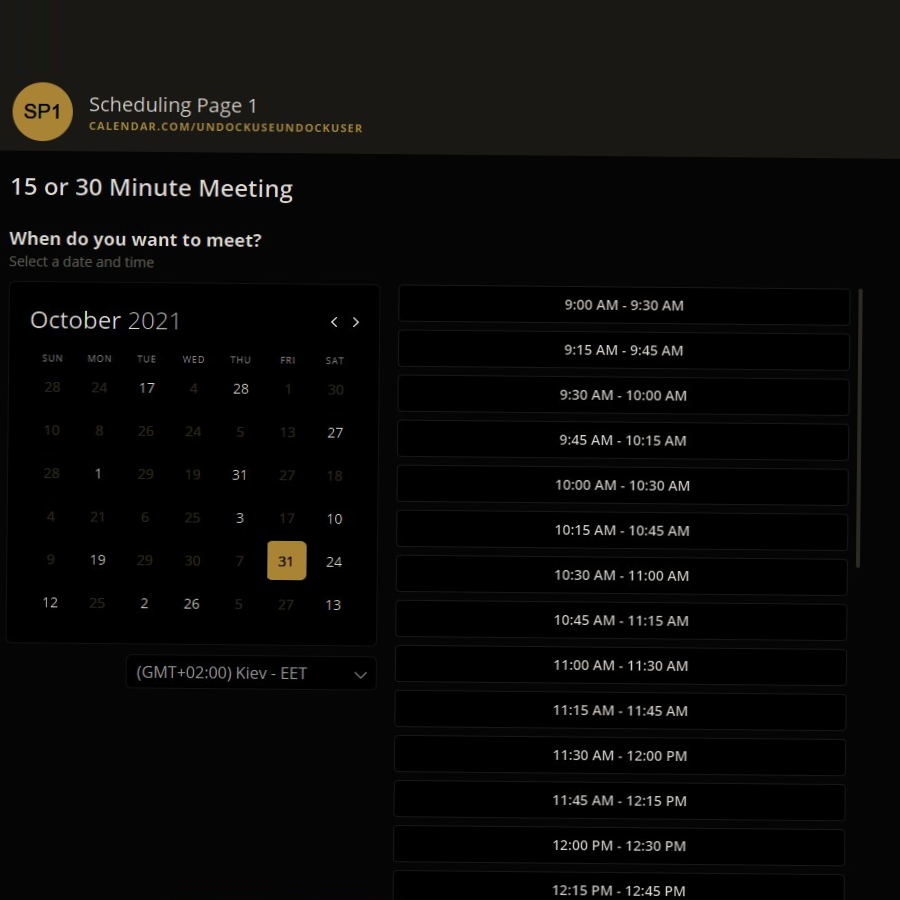 SP1
Scheduling Page 1
CALENDAR.COM/UNDOCKUSEUNDOCKUSER
15 or 30 Minute Meeting
When do you want to meet?
Select a date and time
October 2021
SUN MON TUE WED THU FRI SAT
28 24 17 4 28 1 30
10 8 26 24 5 13 27
28 1 29 19 31 27 18
4 21 6 25 3 17 10
9 19 29 30 7 31 24
12 25 2 26 5 27 13
(GMT+02:00) Kiev - EET
9:00 AM - 9:30 AM
9:15 AM - 9:45 AM
9:30 AM - 10:00 AM
9:45 AM - 10:15 AM
10:00 AM - 10:30 AM
10:15 AM - 10:45 AM
10:30 AM - 11:00 AM
10:45 AM - 11:15 AM
11:00 AM - 11:30 AM
11:15 AM - 11:45 AM
11:30 AM - 12:00 PM
11:45 AM - 12:15 PM
12:00 PM - 12:30 PM
12:15 PM - 12:45 PM